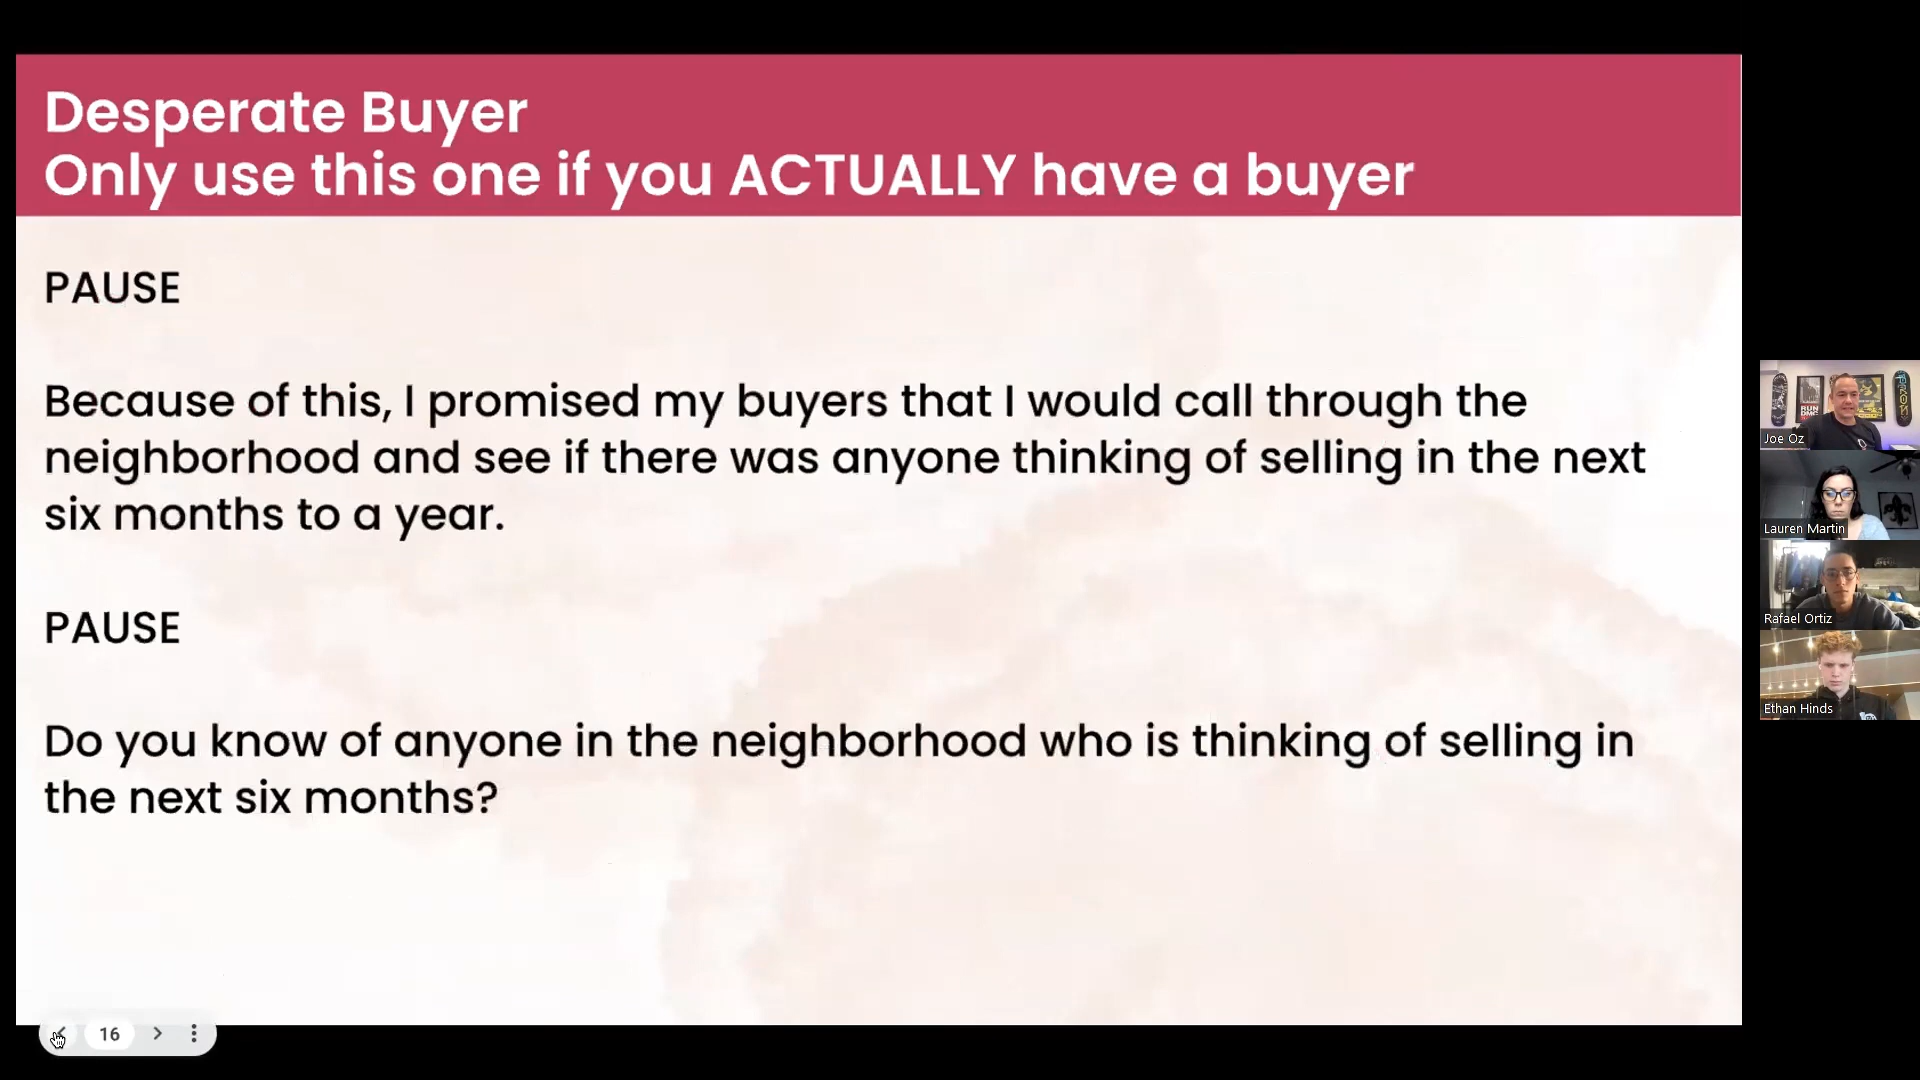 Desperate Buyer
Only use this one if you ACTUALLY have a buyer
PAUSE
Because of this, I promised my buyers that I would call through the
neighborhood and see if there was anyone thinking of selling in the next
six months to a year.
PAUSE
Do you know of anyone in the neighborhood who is thinking of selling in
the next six months?
16
RUN
DMC
Joe Oz
Lauren Martin
Rafael Ortiz
Ethan Hinds